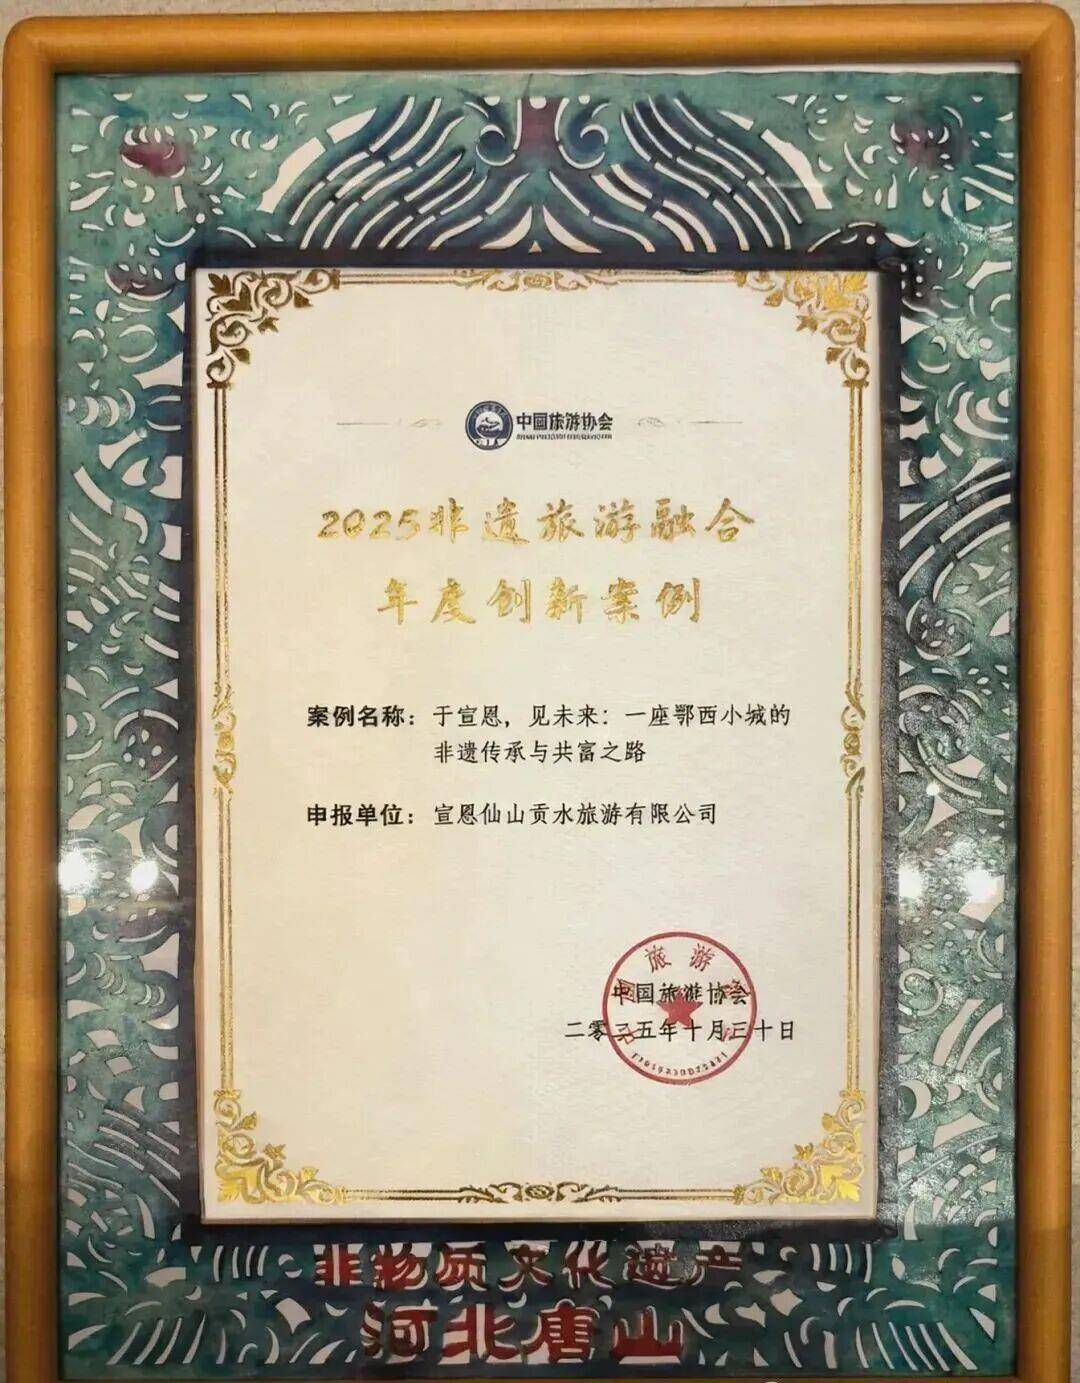 中国旅游协会
2025非遗旅游融合
年度创新案例
案例名称：于宣恩，见未来：一座鄂西小城的
非遗传承与共富之路
申报单位：宣恩仙山贡水旅游有限公司
中国旅游协会
二零二五年十月三十日
非物质文化遗产
河北唐山